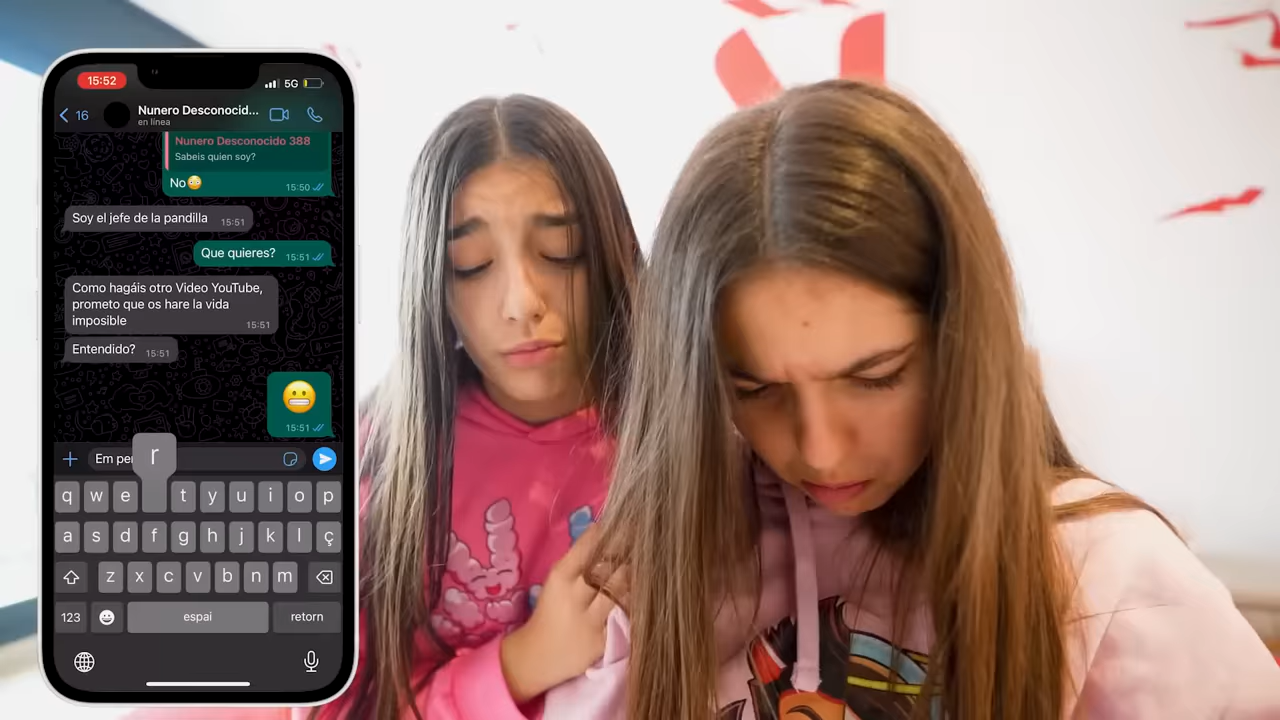 15:52
5G
16
Nunero Desconocid...
en línea
Nunero Desconocido 388
Sabeis quien soy?
No😳
15:50
Soy el jefe de la pandilla
15:51
Que quieres?
15:51
Como hagáis otro Video YouTube,
prometo que os hare la vida
imposible
15:51
Entendido?
15:51
😬
15:51
Em per
r
q w e t y u i o p
a s d f g h j k l ç
z x c v b n m
123
espai
retorn